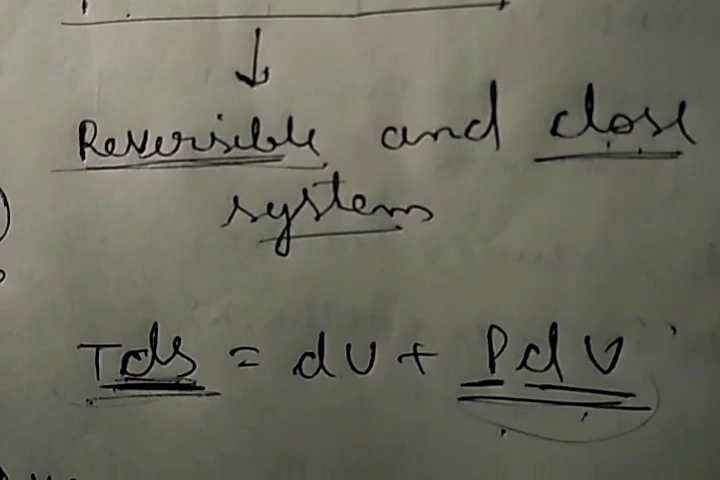 Reversible and close
system
Tds = dU + PdV